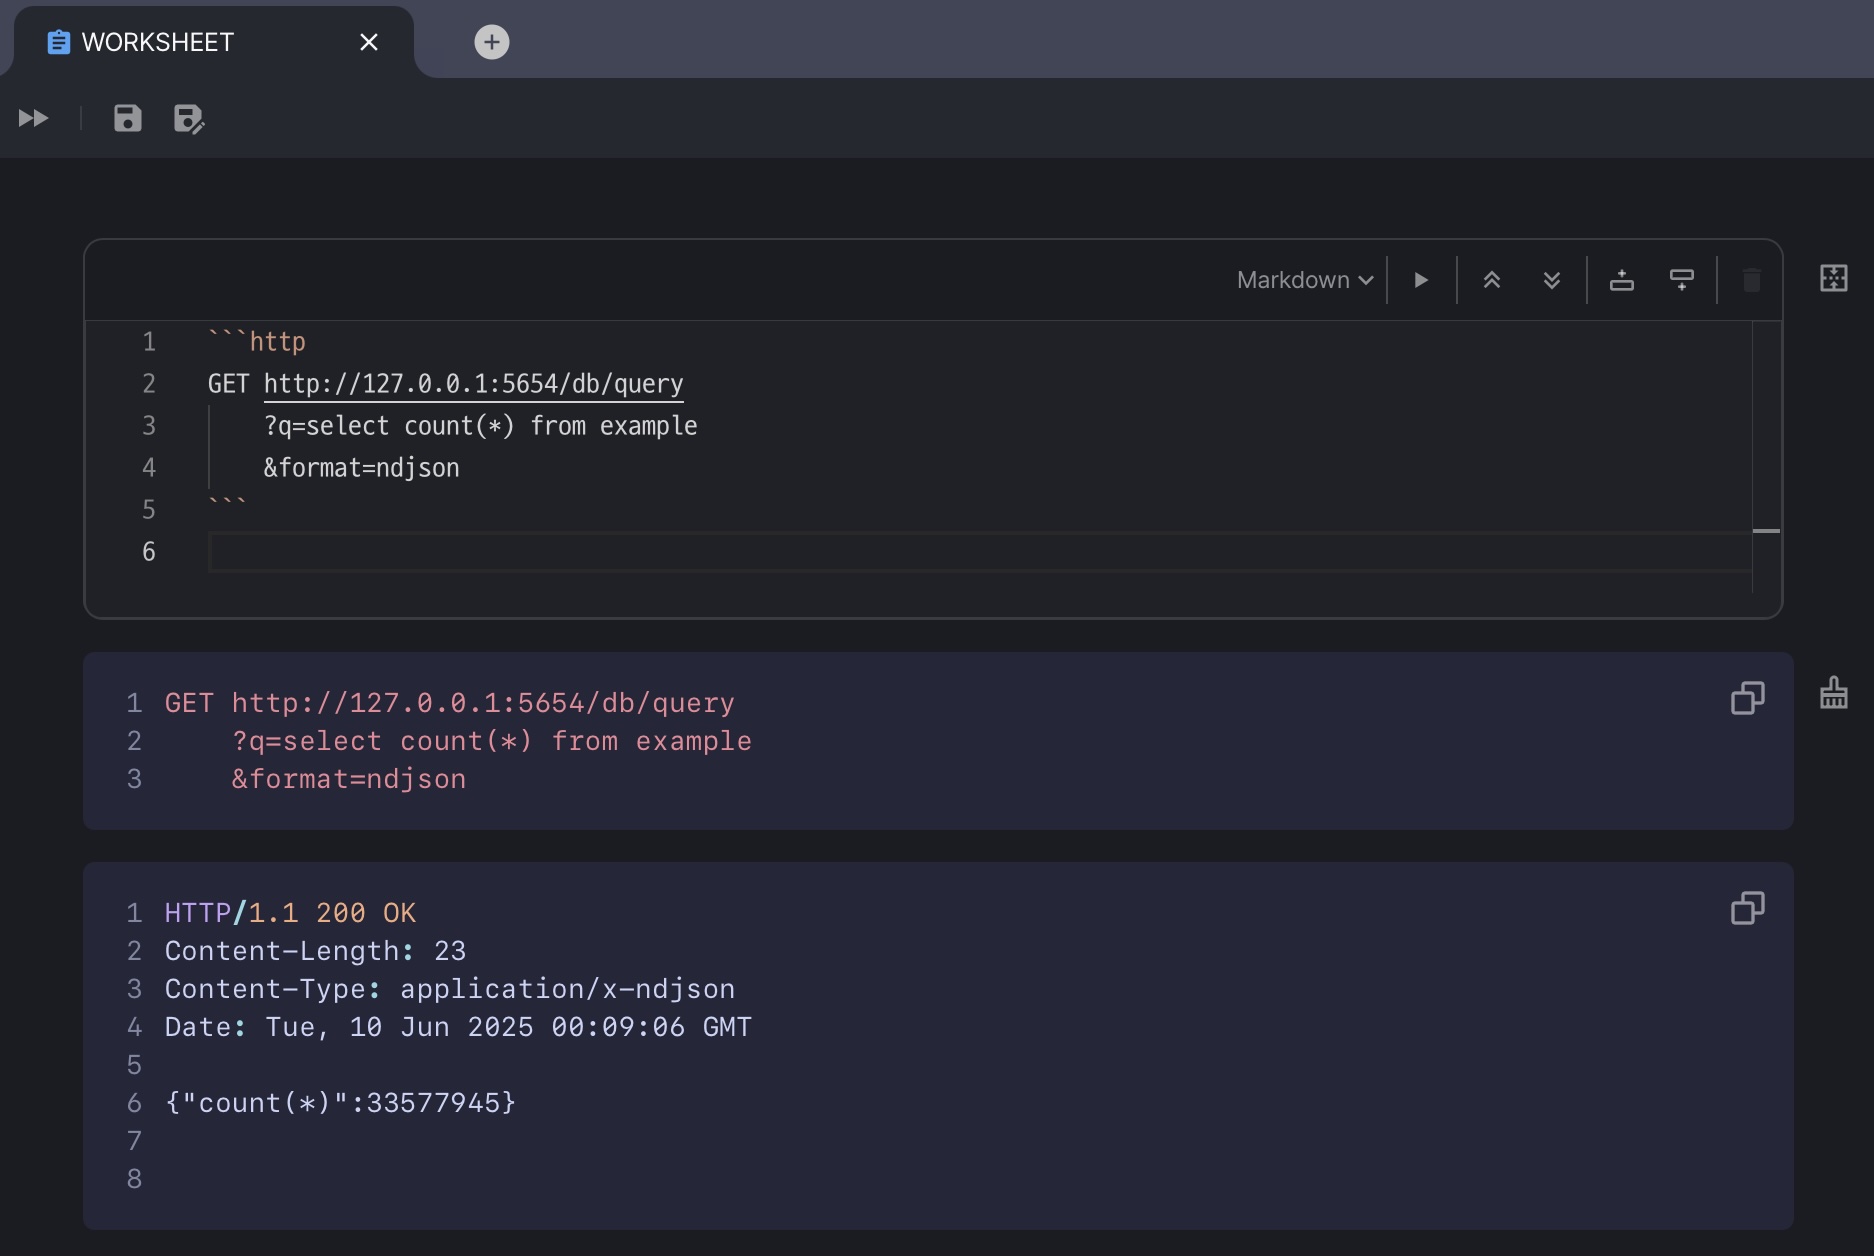 WORKSHEET
Markdown
1 ```http
2 GET http://127.0.0.1:5654/db/query
3     ?q=select count(*) from example
4     &format=ndjson
5 ```
6
1 GET http://127.0.0.1:5654/db/query
2     ?q=select count(*) from example
3     &format=ndjson
1 HTTP/1.1 200 OK
2 Content-Length: 23
3 Content-Type: application/x-ndjson
4 Date: Tue, 10 Jun 2025 00:09:06 GMT
5
6 {"count(*)":33577945}
7
8